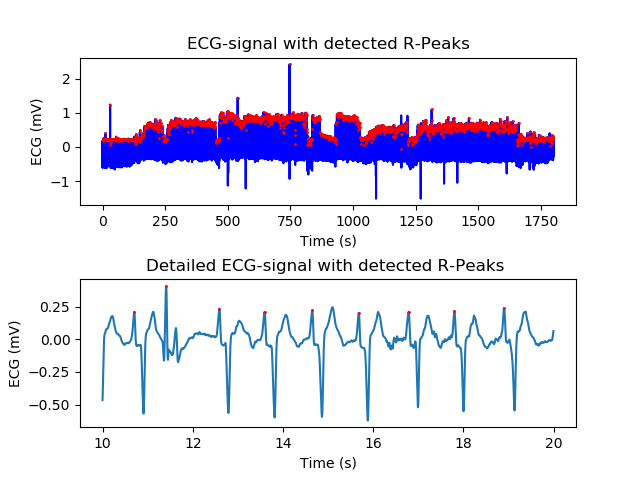 ECG-signal with detected R-Peaks
ECG (mV)
2
1
0
−1
0 250 500 750 1000 1250 1500 1750
Time (s)
Detailed ECG-signal with detected R-Peaks
ECG (mV)
0.25
0.00
−0.25
−0.50
10 12 14 16 18 20
Time (s)